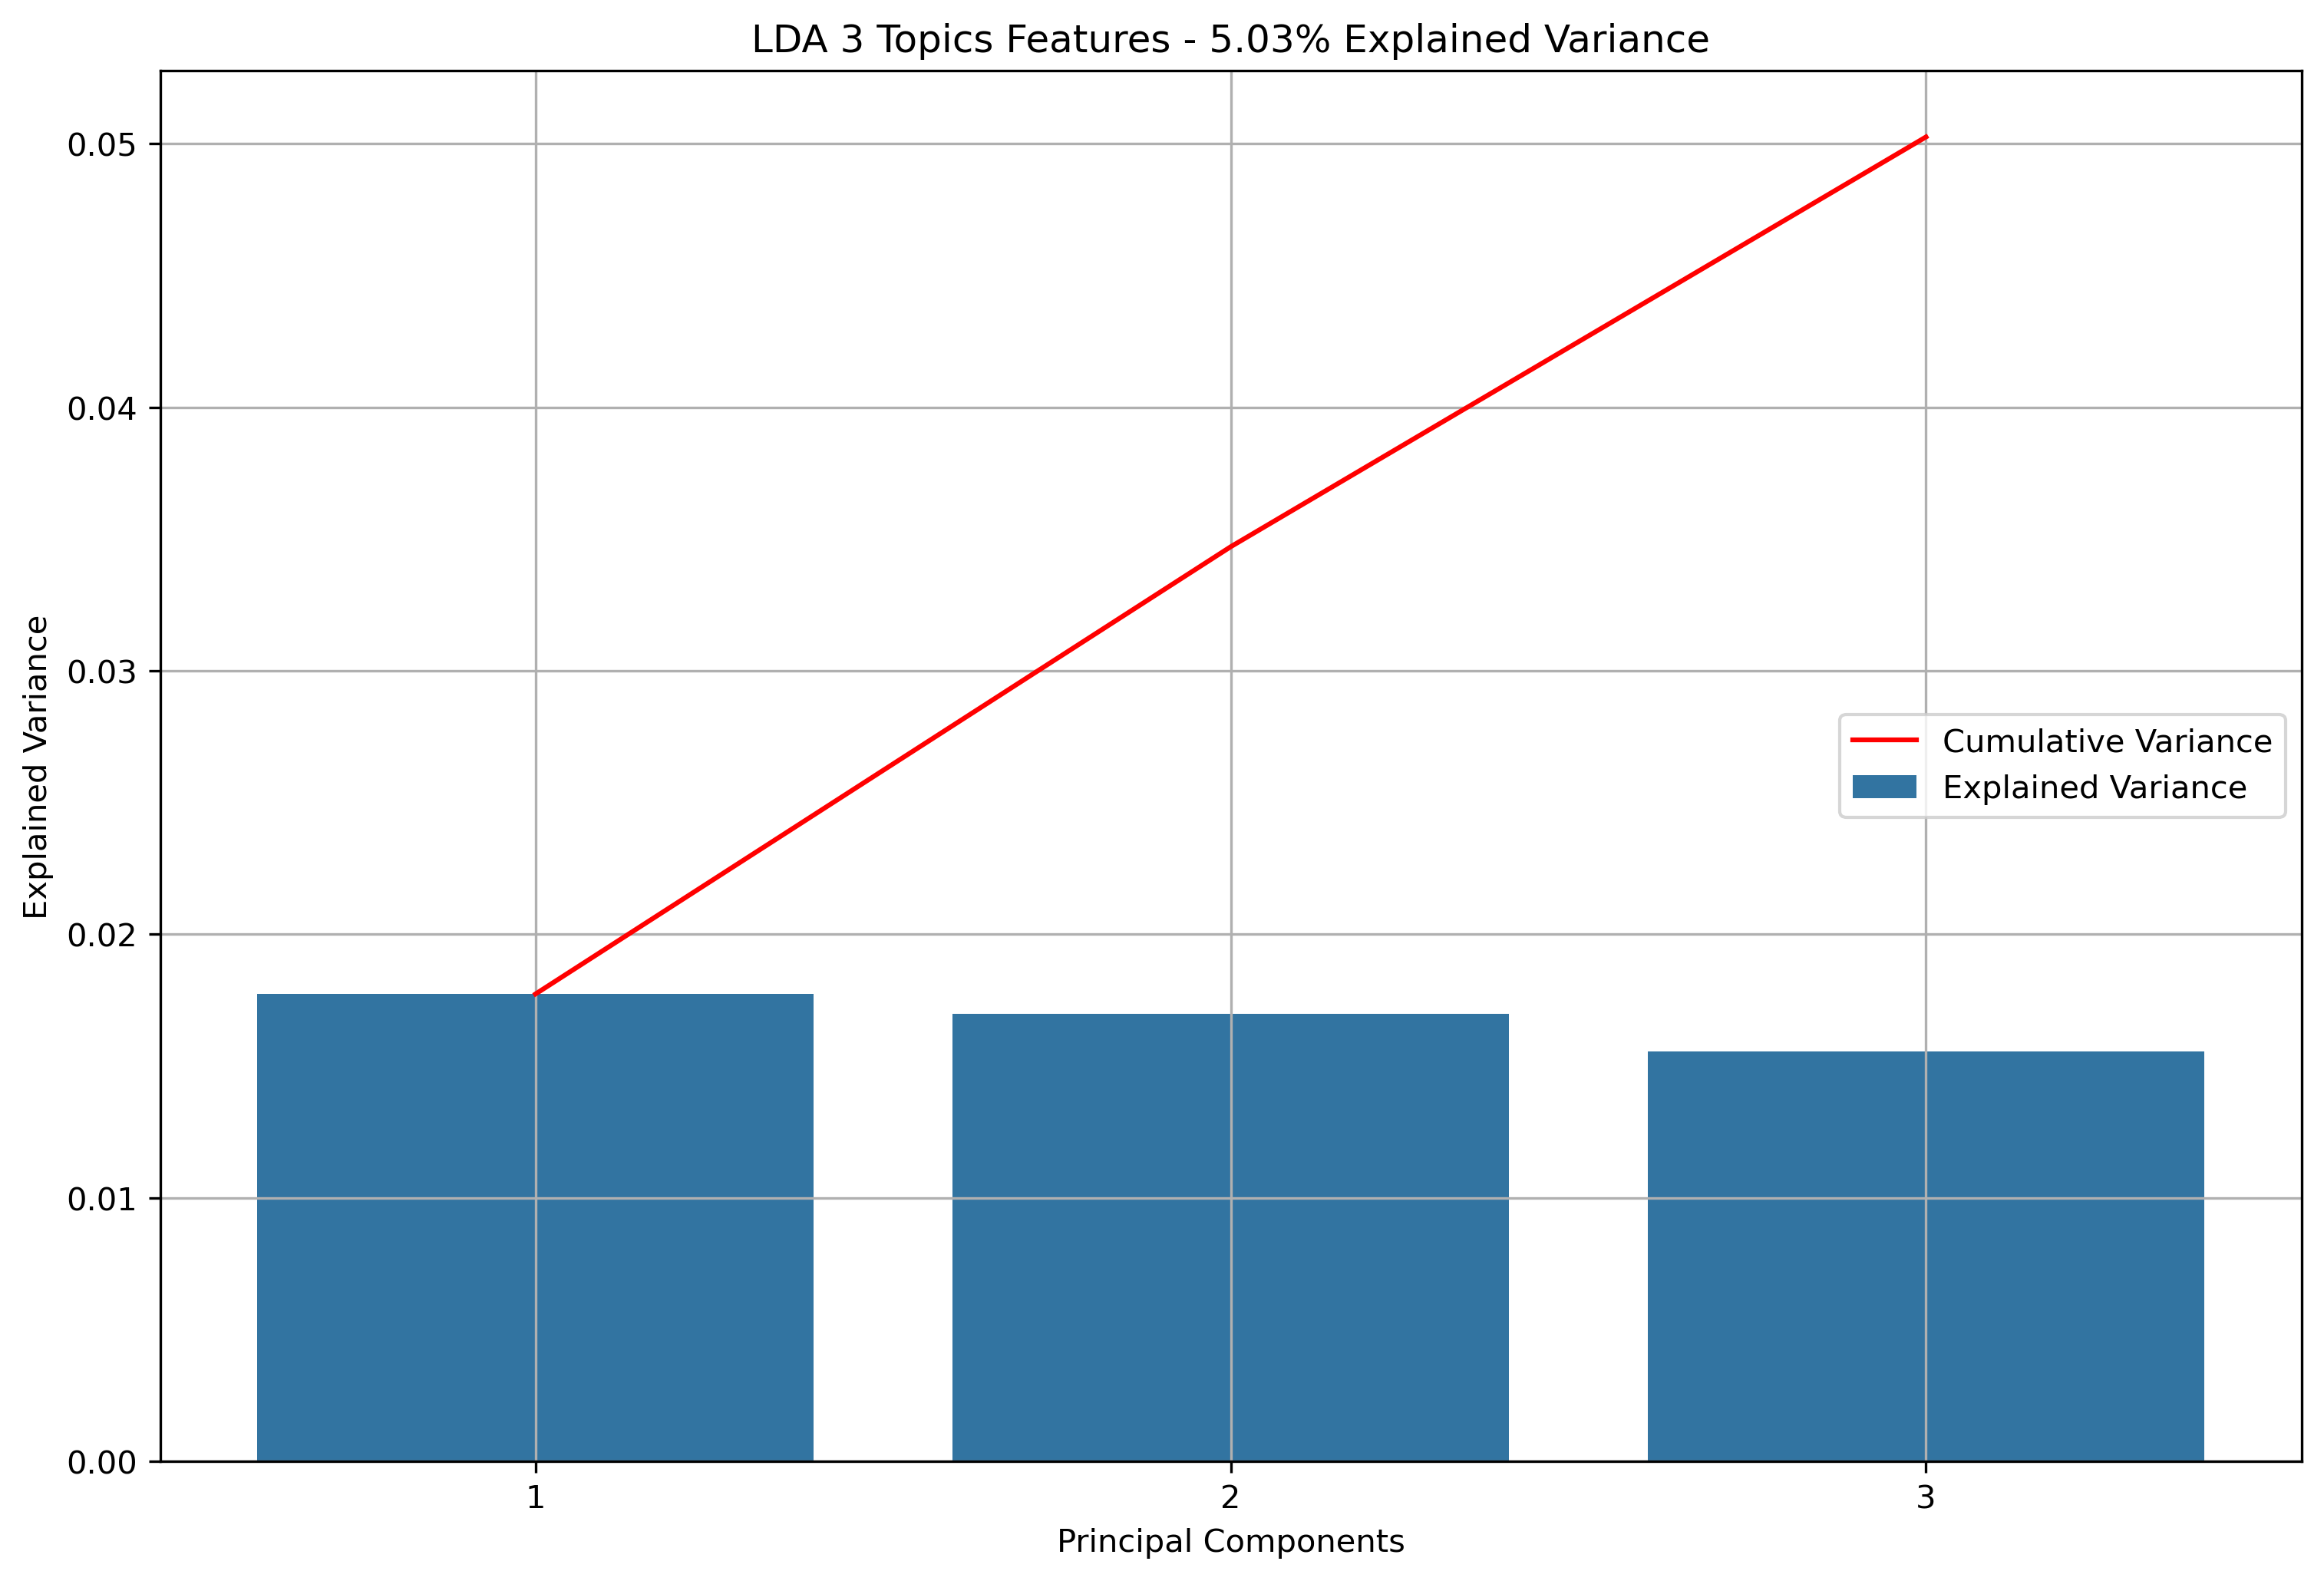 LDA 3 Topics Features - 5.03% Explained Variance
0.05
0.04
0.03
0.02
0.01
0.00
Explained Variance
Cumulative Variance
Explained Variance
1 2 3
Principal Components